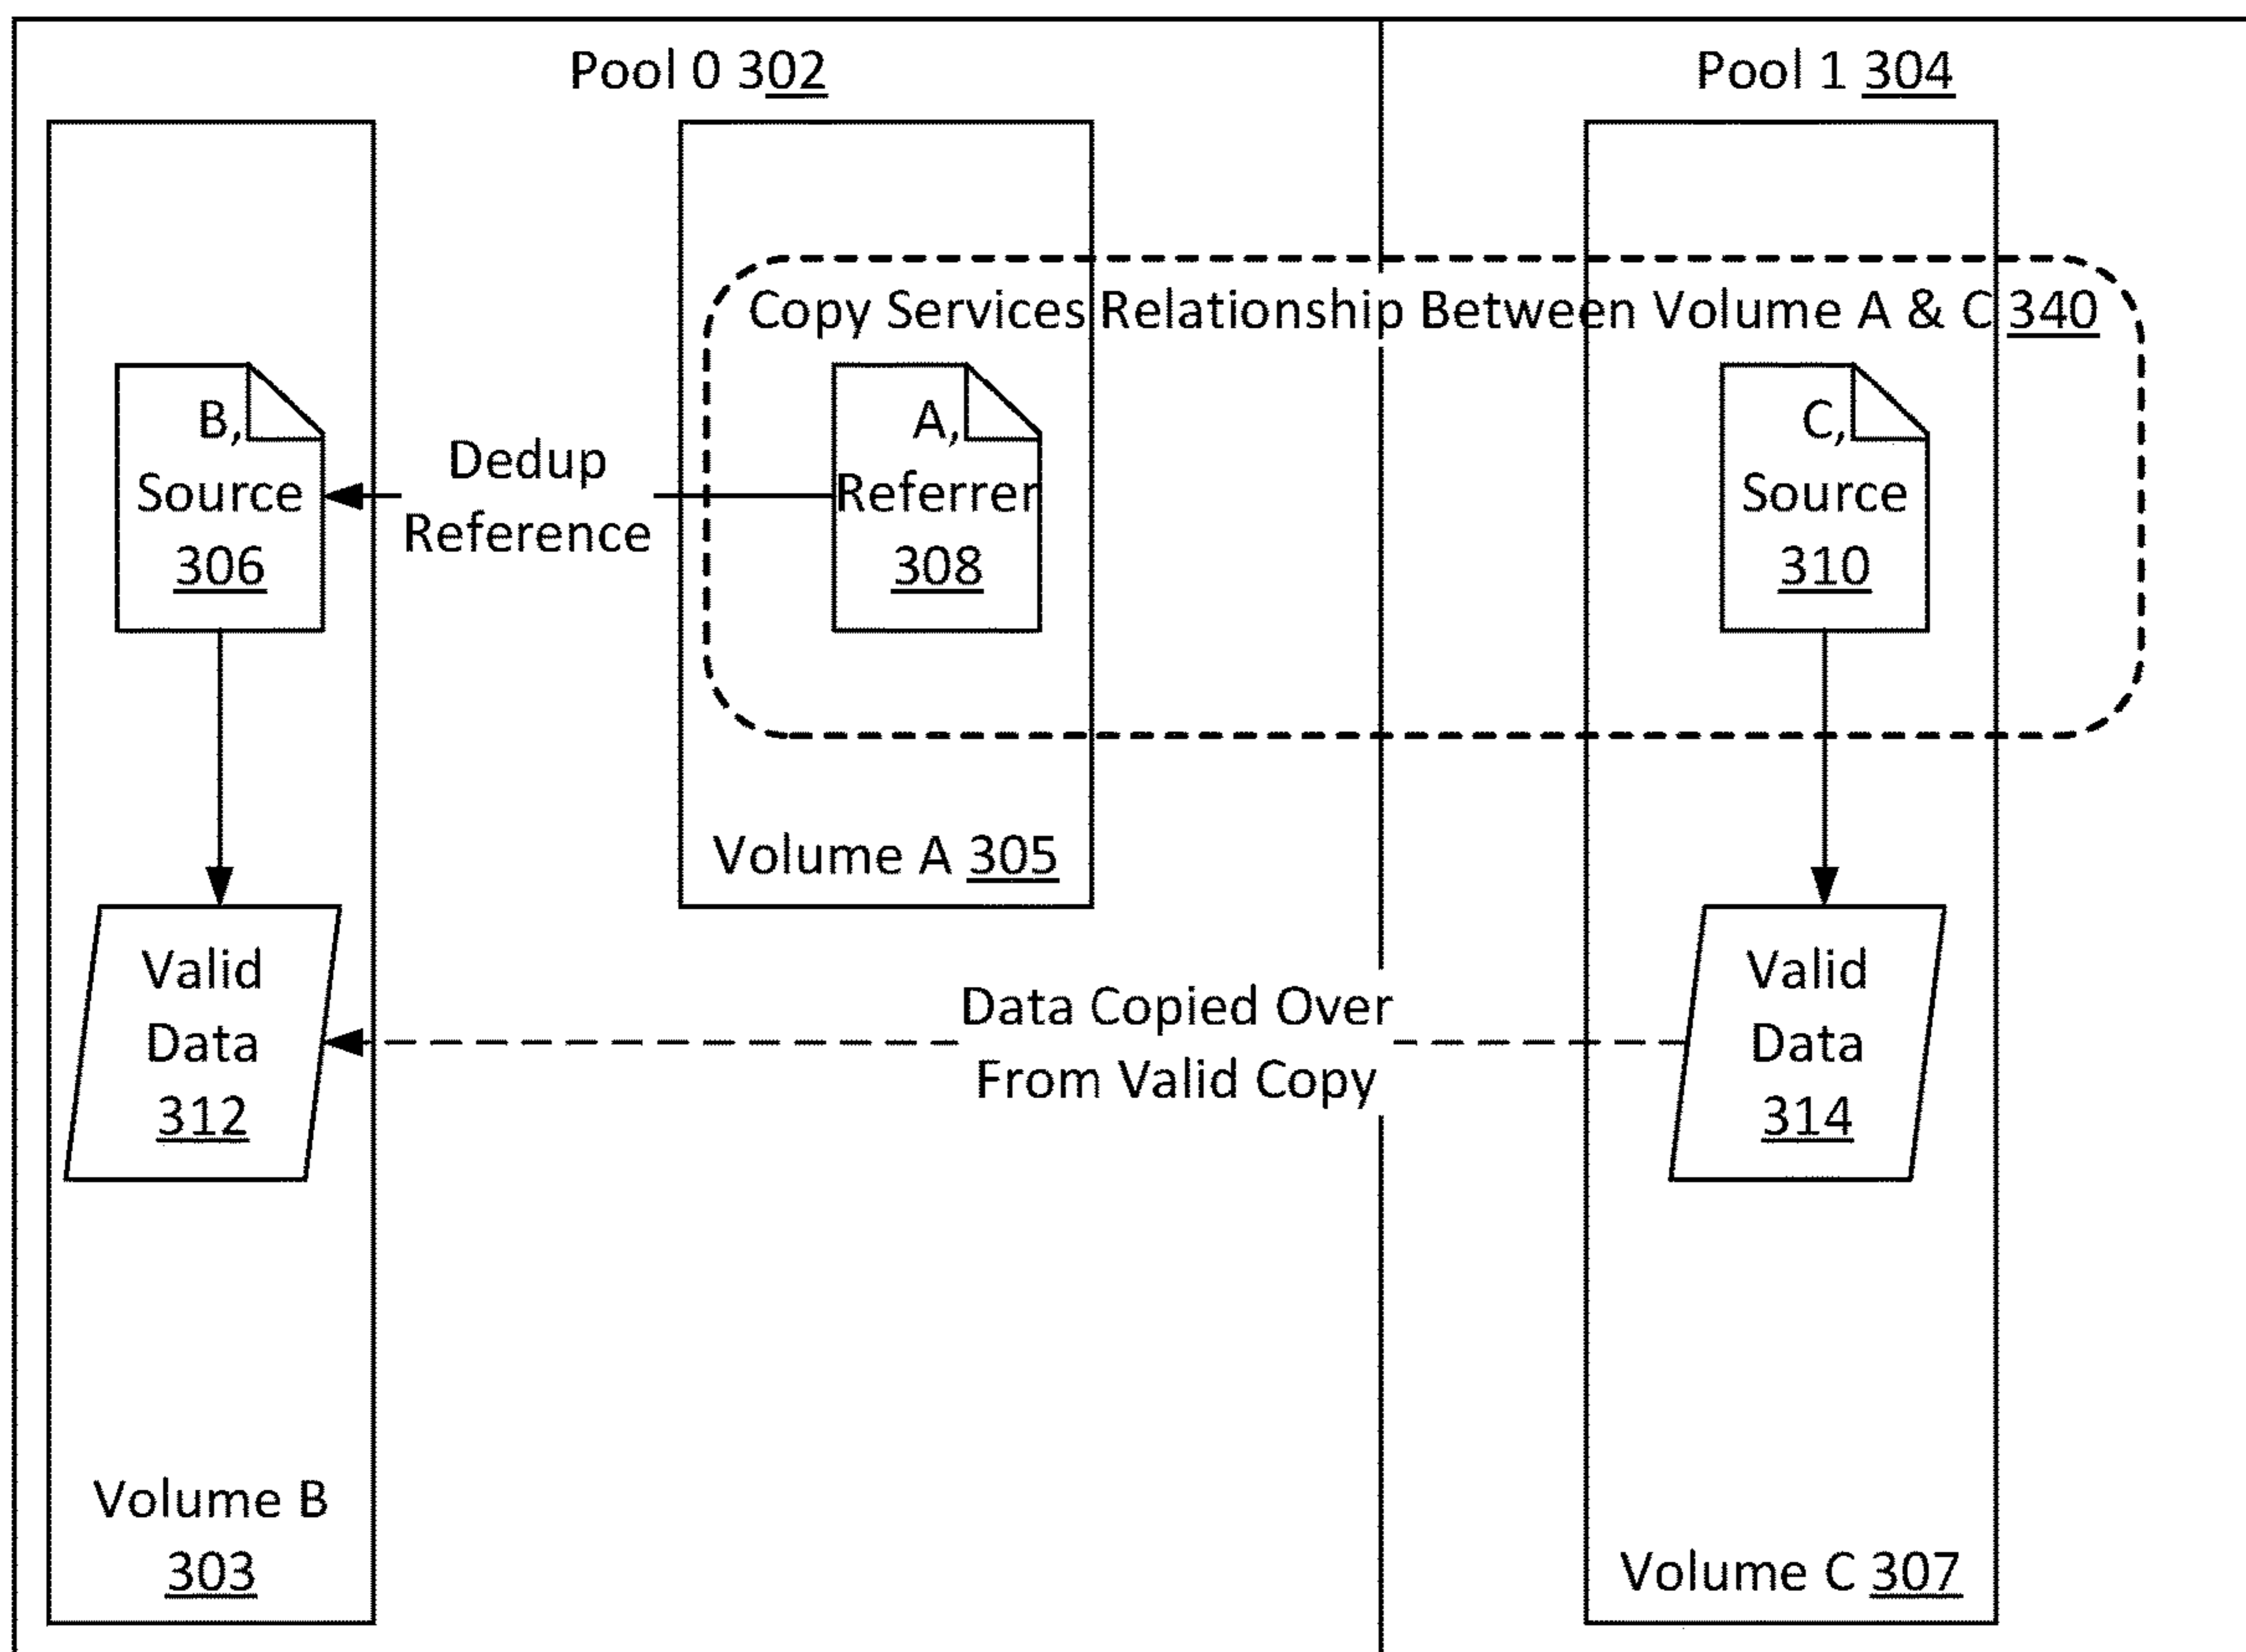 Pool 0 302
Pool 1 304
Copy Services Relationship Between Volume A & C 340
B,
Source
306
Dedup
Reference
A,
Referrer
308
C,
Source
310
Volume A 305
Valid
Data
312
Data Copied Over
From Valid Copy
Valid
Data
314
Volume B
303
Volume C 307